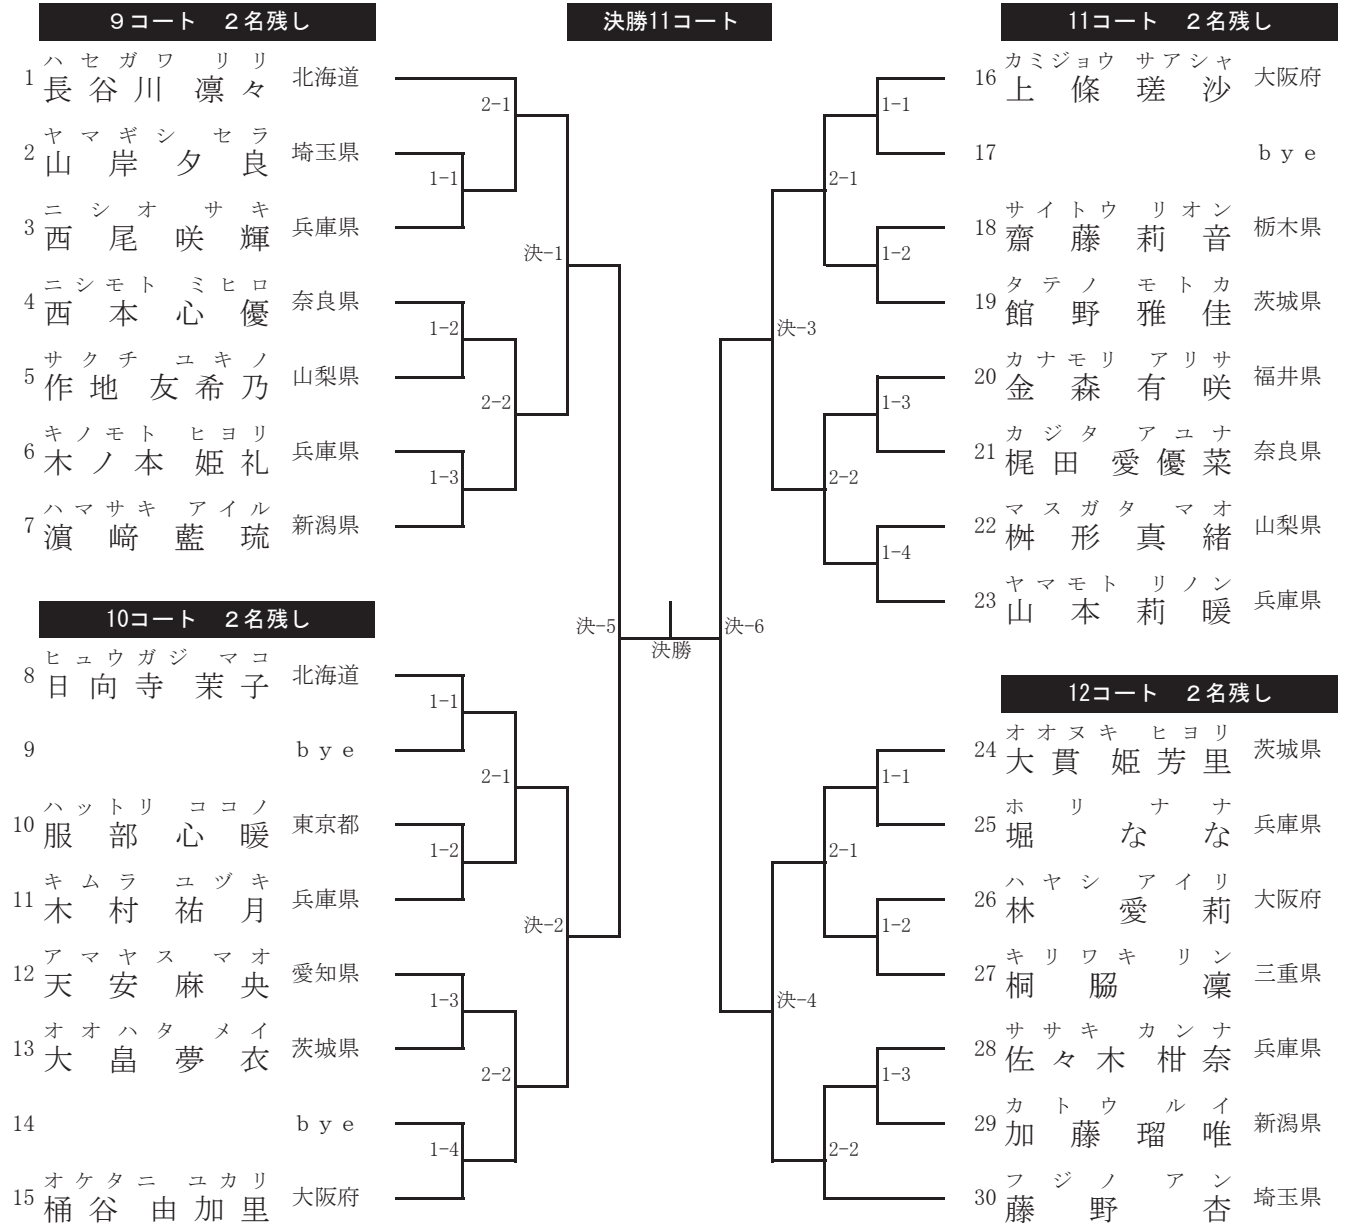 ９コート　２名残し
1 ハセガワ リリ
長谷川 凛々 北海道
2 ヤマギシ セラ
山岸夕良 埼玉県
3 ニシオ サキ
西尾咲輝 兵庫県
4 ニシモト ミヒロ
西本心優 奈良県
5 サクチ ユキノ
作地 友希乃 山梨県
6 キノモト ヒヨリ
木ノ本 姫礼 兵庫県
7 ハマサキ アイル
濵﨑藍琉 新潟県
2-1
1-1
決-1
1-2
2-2
1-3
10コート　２名残し
8 ヒュウガジ マコ
日向寺 茉子 北海道
9 ｂｙｅ
10 ハットリ ココノ
服部心暖 東京都
11 キムラ ユヅキ
木村祐月 兵庫県
12 アマヤス マオ
天安麻央 愛知県
13 オオハタ メイ
大畠夢衣 茨城県
14 ｂｙｅ
15 オケタニ ユカリ
桶谷 由加里 大阪府
1-1
2-1
1-2
決-2
1-3
2-2
1-4
決勝11コート
決-5
決勝
決-6
11コート　２名残し
16 カミジョウ サアシャ
上條瑳沙 大阪府
17 ｂｙｅ
18 サイトウ リオン
齋藤莉音 栃木県
19 タテノ モトカ
館野雅佳 茨城県
20 カナモリ アリサ
金森有咲 福井県
21 カジタ アユナ
梶田 愛優菜 奈良県
22 マスガタ マオ
桝形真緒 山梨県
23 ヤマモト リノン
山本莉暖 兵庫県
1-1
2-1
1-2
決-3
1-3
2-2
1-4
12コート　２名残し
24 オオヌキ ヒヨリ
大貫 姫芳里 茨城県
25 ホリ ナナ
堀 なな 兵庫県
26 ハヤシ アイリ
林 愛莉 大阪府
27 キリワキ リン
桐脇 凜 三重県
28 ササキ カンナ
佐々木 柑奈 兵庫県
29 カトウ ルイ
加藤瑠唯 新潟県
30 フジノ アン
藤野 杏 埼玉県
1-1
2-1
1-2
決-4
1-3
2-2